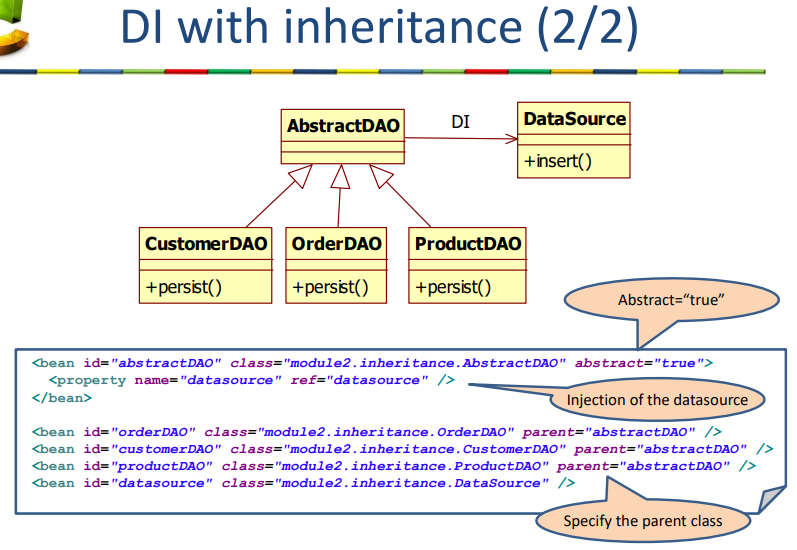 DI with inheritance (2/2)
AbstractDAO
DI
DataSource
+insert()
CustomerDAO
OrderDAO
ProductDAO
+persist()
+persist()
+persist()
Abstract=“true”
<bean id="abstractDAO" class="module2.inheritance.AbstractDAO" abstract="true">
<property name="datasource" ref="datasource" />
Injection of the datasource
</bean>
<bean id="orderDAO" class="module2.inheritance.OrderDAO" parent="abstractDAO" />
<bean id="customerDAO" class="module2.inheritance.CustomerDAO" parent="abstractDAO" />
<bean id="productDAO" class="module2.inheritance.ProductDAO" parent="abstractDAO" />
<bean id="datasource" class="module2.inheritance.DataSource" />
Specify the parent class